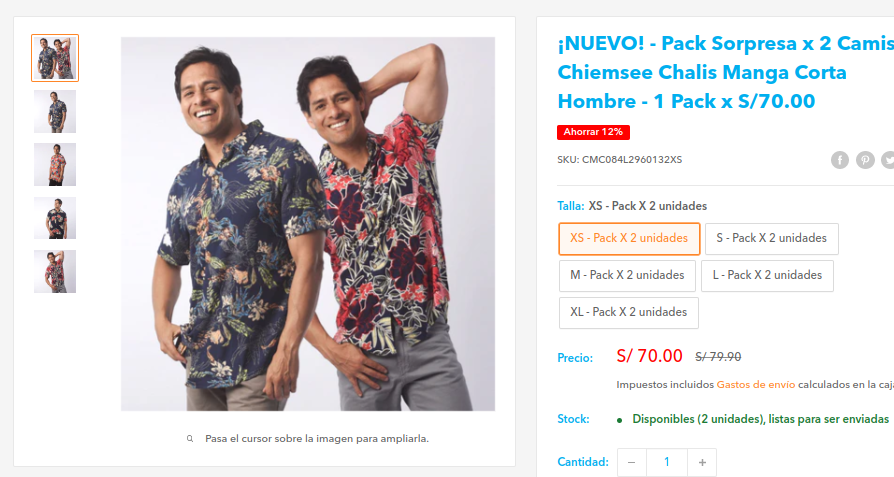 ¡NUEVO! - Pack Sorpresa x 2 Camis
Chiemsee Chalis Manga Corta
Hombre - 1 Pack x S/70.00
Ahorrar 12%
SKU: CMC084L2960132XS
Talla: XS - Pack X 2 unidades
XS - Pack X 2 unidades
S - Pack X 2 unidades
M - Pack X 2 unidades
L - Pack X 2 unidades
XL - Pack X 2 unidades
Precio: S/ 70.00 S/ 79.90
Impuestos incluidos Gastos de envío calculados en la caja
Stock: Disponibles (2 unidades), listas para ser enviadas
Cantidad: − 1 +
Pasa el cursor sobre la imagen para ampliarla.